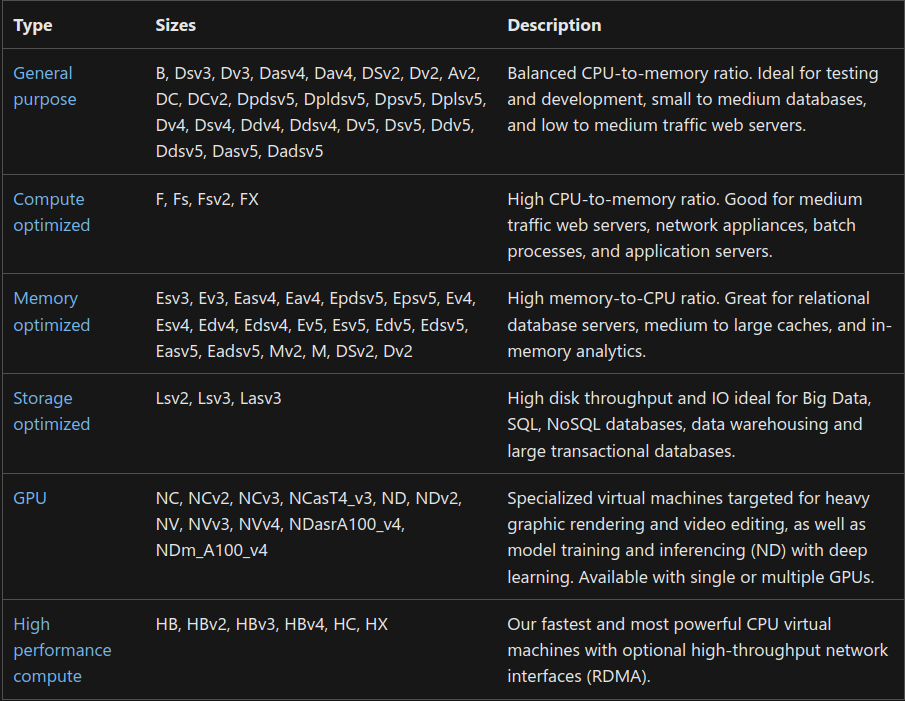 Type Sizes Description
General purpose
B, Dsv3, Dv3, Dasv4, Dav4, DSv2, Dv2, Av2,
DC, DCv2, Dpdsv5, Dpldsv5, Dpsv5, Dplsv5,
Dv4, Dsv4, Ddv4, Ddsv4, Dv5, Dsv5, Ddv5,
Ddsv5, Dasv5, Dadsv5
Balanced CPU-to-memory ratio. Ideal for testing
and development, small to medium databases,
and low to medium traffic web servers.
Compute
optimized
F, Fs, Fsv2, FX
High CPU-to-memory ratio. Good for medium
traffic web servers, network appliances, batch
processes, and application servers.
Memory
optimized
Esv3, Ev3, Easv4, Eav4, Epdsv5, Epsv5, Ev4,
Esv4, Edv4, Edsv4, Ev5, Esv5, Edv5, Edsv5,
Easv5, Eadsv5, Mv2, M, DSv2, Dv2
High memory-to-CPU ratio. Great for relational
database servers, medium to large caches, and in-
memory analytics.
Storage
optimized
Lsv2, Lsv3, Lasv3
High disk throughput and IO ideal for Big Data,
SQL, NoSQL databases, data warehousing and
large transactional databases.
GPU
NC, NCv2, NCv3, NCasT4_v3, ND, NDv2,
NV, NVv3, NVv4, NDasrA100_v4,
NDm_A100_v4
Specialized virtual machines targeted for heavy
graphic rendering and video editing, as well as
model training and inferencing (ND) with deep
learning. Available with single or multiple GPUs.
High
performance
compute
HB, HBv2, HBv3, HBv4, HC, HX
Our fastest and most powerful CPU virtual
machines with optional high-throughput network
interfaces (RDMA).